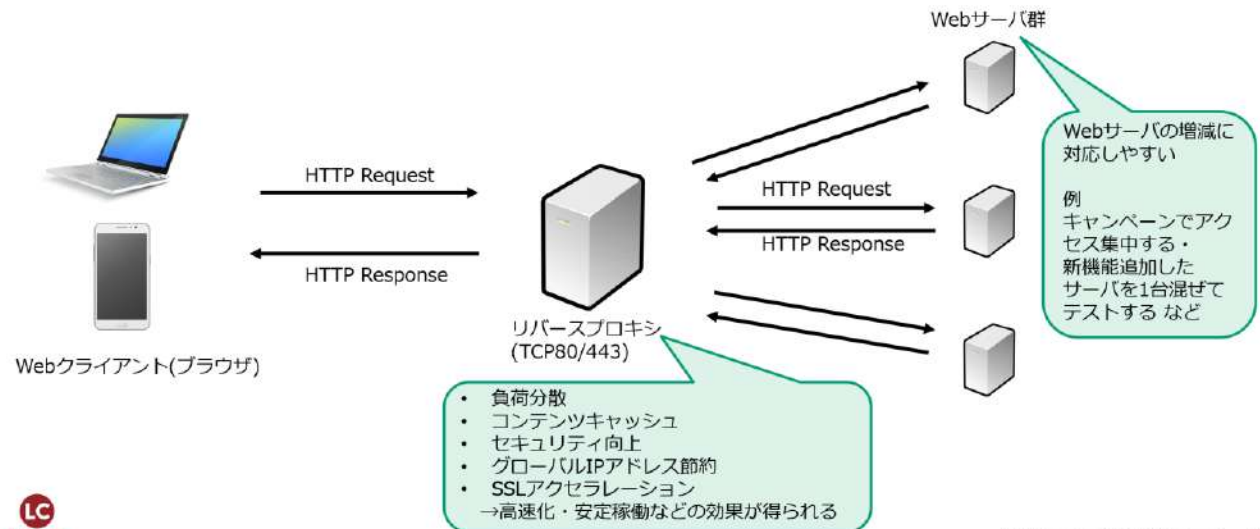 Webサーバ群
Webサーバの増減に
対応しやすい
例
キャンペーンでアク
セス集中する・
新機能追加した
サーバを1台混ぜて
テストする など
HTTP Request
HTTP Response
HTTP Request
HTTP Response
リバースプロキシ
(TCP80/443)
Webクライアント(ブラウザ)
• 負荷分散
• コンテンツキャッシュ
• セキュリティ向上
• グローバルIPアドレス節約
• SSLアクセラレーション
→高速化・安定稼働などの効果が得られる
LC